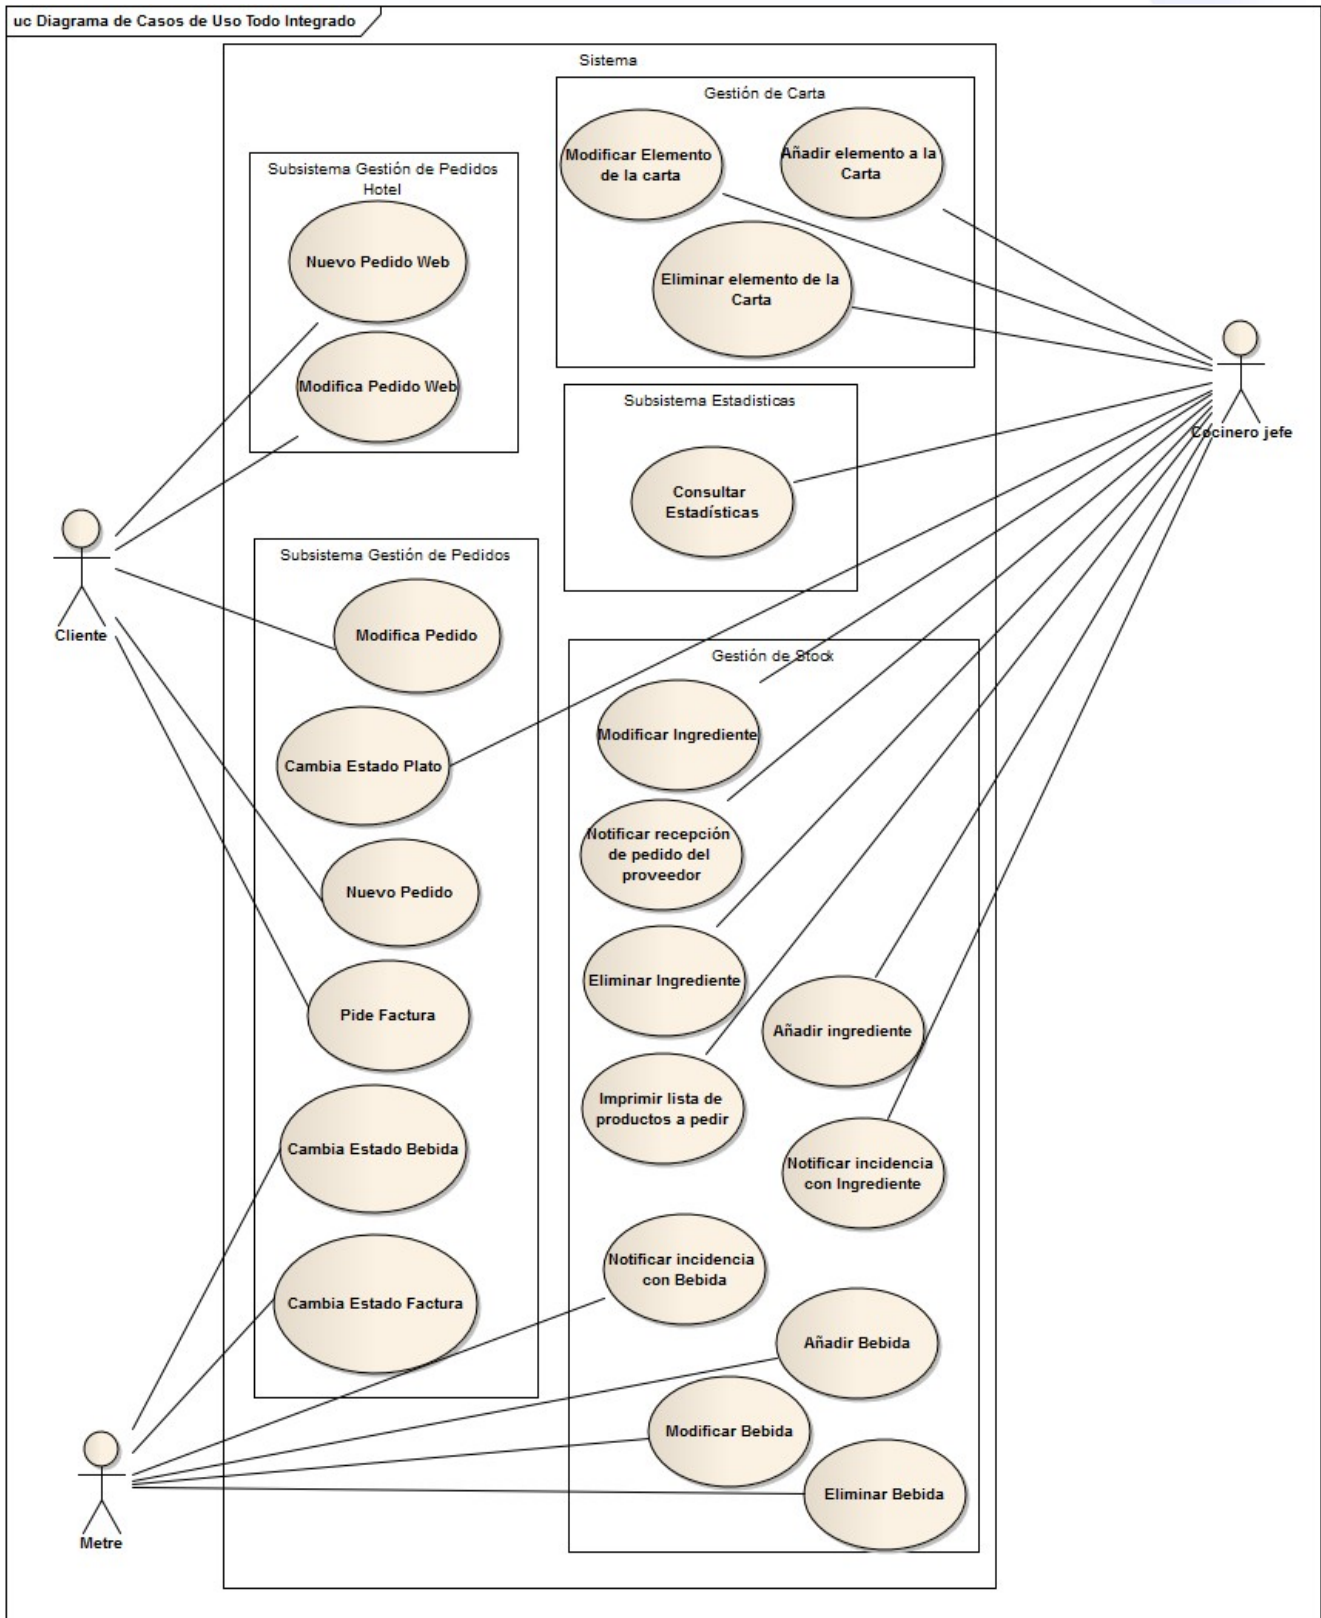 uc Diagrama de Casos de Uso Todo Integrado
Sistema
Gestión de Carta
Modificar Elemento
de la carta
Añadir elemento a la
Carta
Eliminar elemento de la
Carta
Subsistema Gestión de Pedidos
Hotel
Nuevo Pedido Web
Modifica Pedido Web
Subsistema Estadisticas
Consultar
Estadísticas
Cocinero jefe
Cliente
Subsistema Gestión de Pedidos
Modifica Pedido
Cambia Estado Plato
Nuevo Pedido
Pide Factura
Cambia Estado Bebida
Cambia Estado Factura
Gestión de Stock
Modificar Ingrediente
Notificar recepción
de pedido del
proveedor
Eliminar Ingrediente
Añadir ingrediente
Imprimir lista de
productos a pedir
Notificar incidencia
con Ingrediente
Notificar incidencia
con Bebida
Añadir Bebida
Modificar Bebida
Eliminar Bebida
Metre